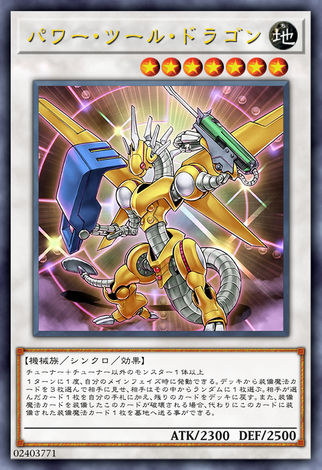 パワー・ツール・ドラゴン
地
【機械族／シンクロ／効果】
チューナー＋チューナー以外のモンスター１体以上
１ターンに１度、自分のメインフェイズ時に発動できる。デッキから装備魔法カー
ドを３枚選んで相手に見せ、相手はその中からランダムに１枚選ぶ。相手が選
んだカード１枚を自分の手札に加え、残りのカードをデッキに戻す。また、装備魔
法カードを装備したこのカードが破壊される場合、代わりにこのカードに装
備された装備魔法カード１枚を墓地へ送る事ができる。
ATK/2300 DEF/2500
02403771